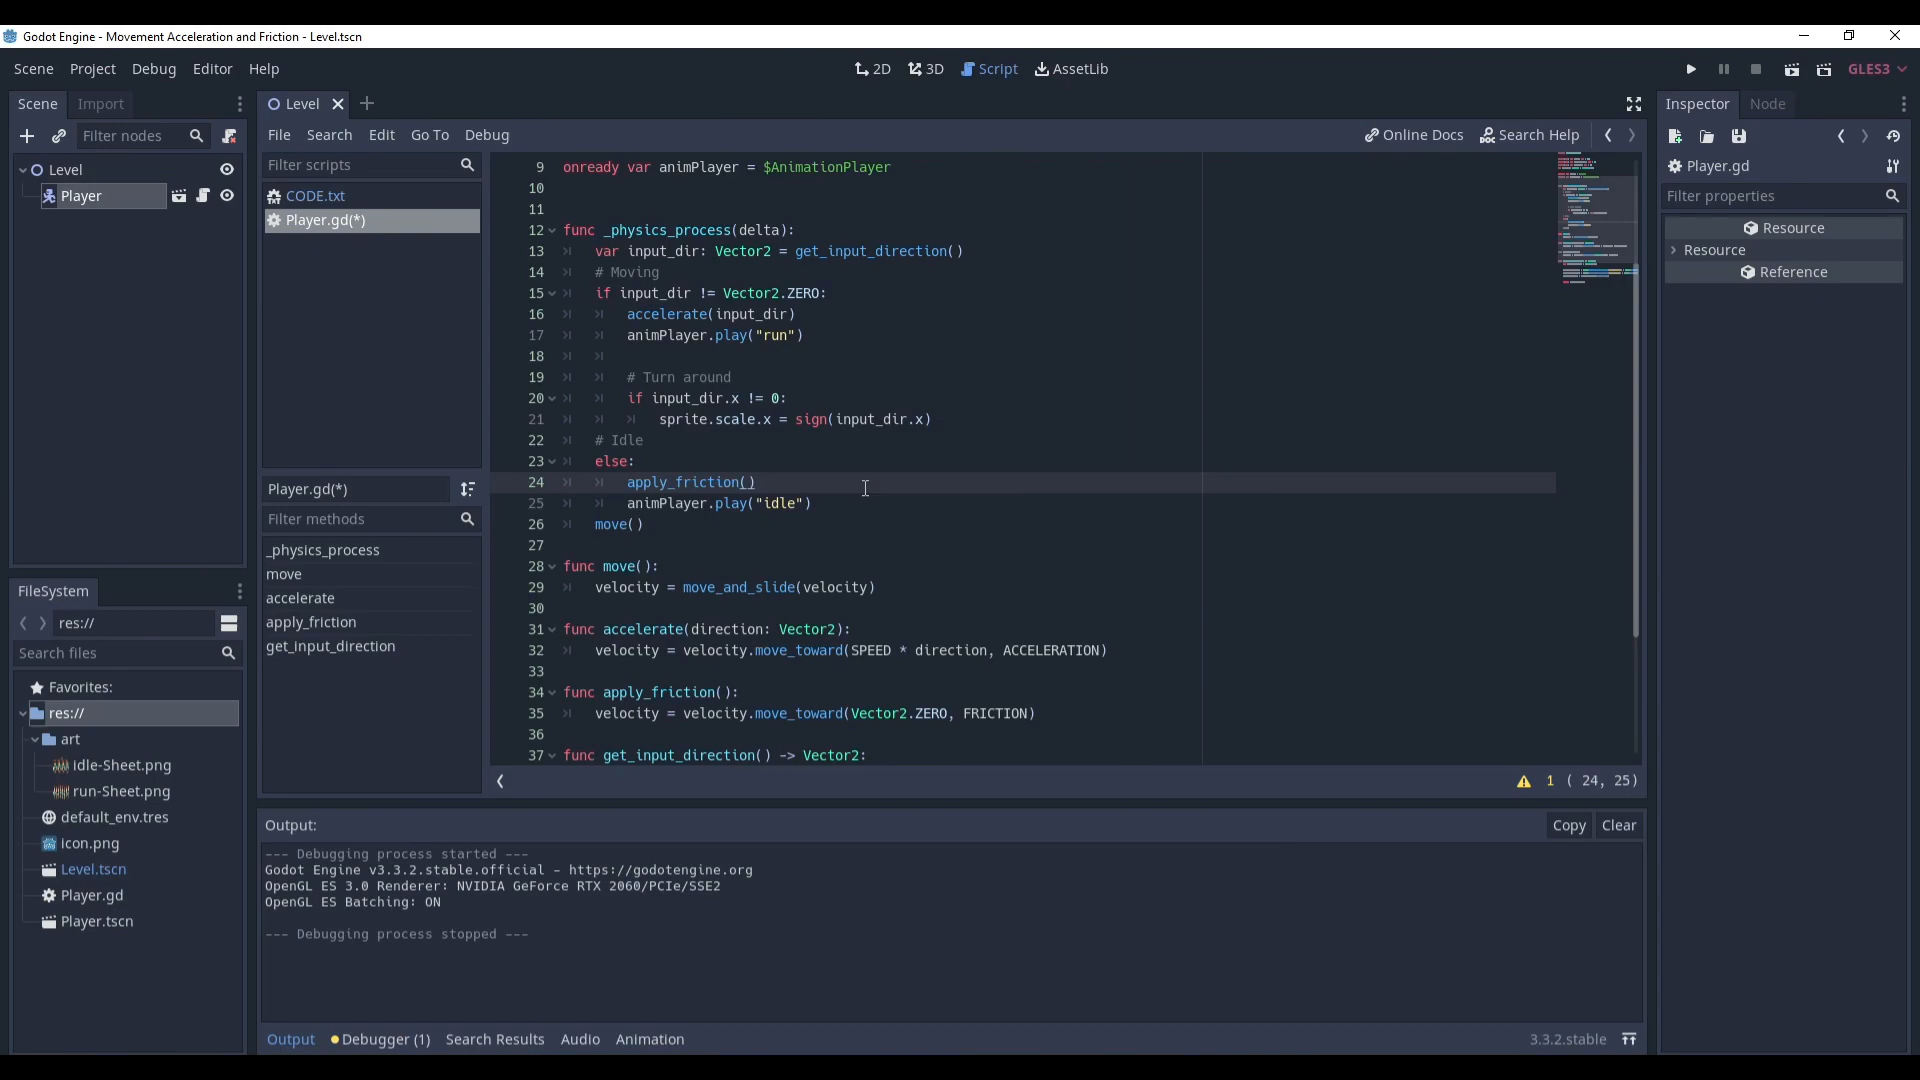 Godot Engine - Movement Acceleration and Friction - Level.tscn
Scene Project Debug Editor Help
2D 3D Script AssetLib
GLES3
Scene Import
Filter nodes
Level
Player
FileSystem
res://
Search files
Favorites:
res://
art
idle-Sheet.png
run-Sheet.png
default_env.tres
icon.png
Level.tscn
Player.gd
Player.tscn
Level
File Search Edit Go To Debug
Online Docs Search Help
Filter scripts
CODE.txt
Player.gd(*)
Player.gd(*)
Filter methods
_physics_process
move
accelerate
apply_friction
get_input_direction
9 onready var animPlayer = $AnimationPlayer
10
11
12 func _physics_process(delta):
13 var input_dir: Vector2 = get_input_direction()
14 # Moving
15 if input_dir != Vector2.ZERO:
16 accelerate(input_dir)
17 animPlayer.play("run")
18
19 # Turn around
20 if input_dir.x != 0:
21 sprite.scale.x = sign(input_dir.x)
22 # Idle
23 else:
24 apply_friction()
25 animPlayer.play("idle")
26 move()
27
28 func move():
29 velocity = move_and_slide(velocity)
30
31 func accelerate(direction: Vector2):
32 velocity = velocity.move_toward(SPEED * direction, ACCELERATION)
33
34 func apply_friction():
35 velocity = velocity.move_toward(Vector2.ZERO, FRICTION)
36
37 func get_input_direction() -> Vector2:
1 ( 24, 25)
Output:
Copy Clear
--- Debugging process started ---
Godot Engine v3.3.2.stable.official - https://godotengine.org
OpenGL ES 3.0 Renderer: NVIDIA GeForce RTX 2060/PCIe/SSE2
OpenGL ES Batching: ON
--- Debugging process stopped ---
Output Debugger (1) Search Results Audio Animation
3.3.2.stable
Inspector Node
Player.gd
Filter properties
Resource
Resource
Reference